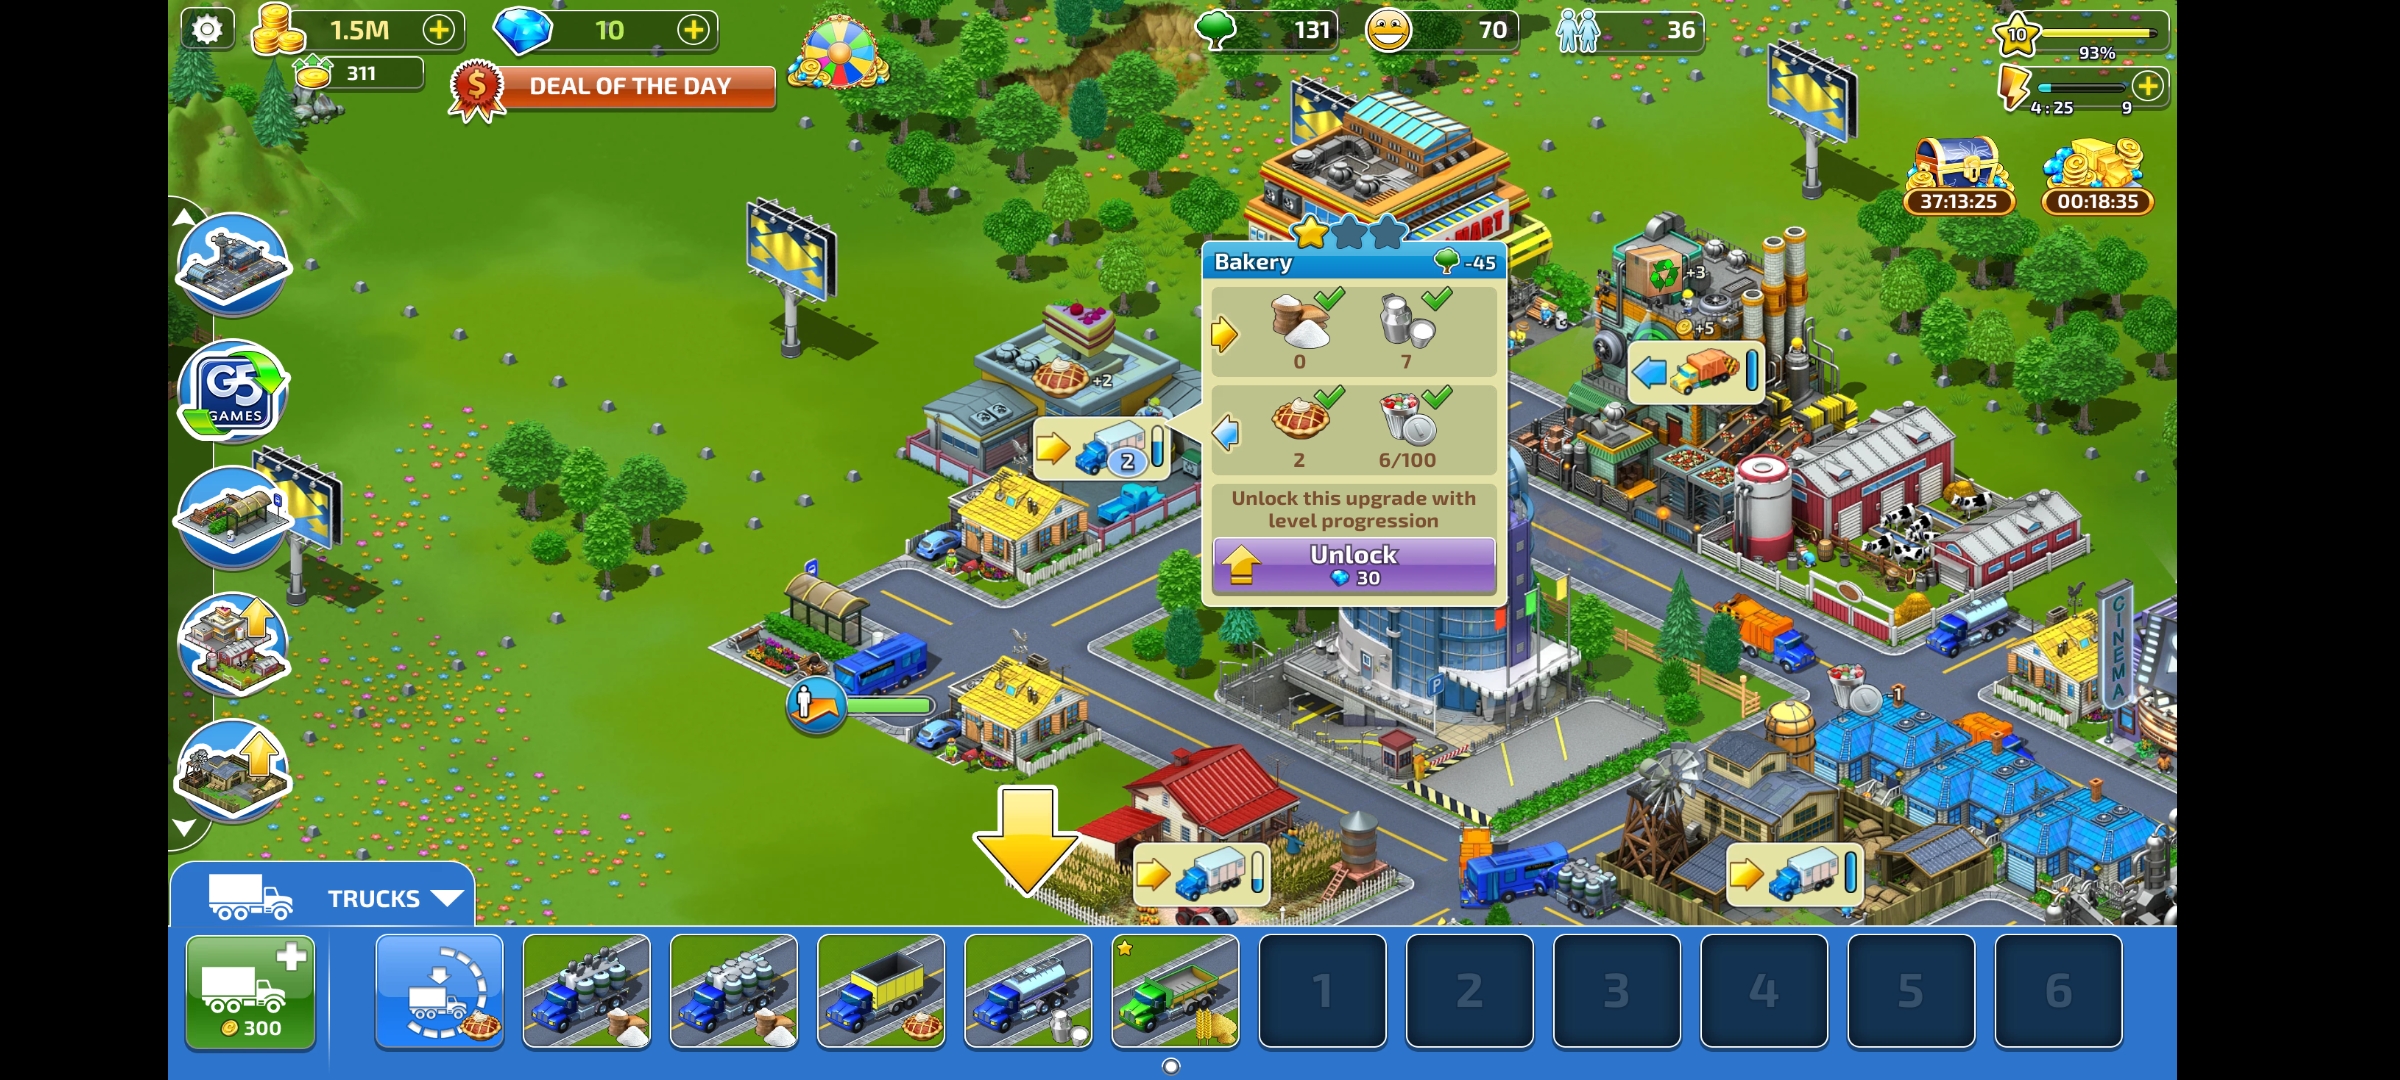 1.5M
10
131
70
36
10
93%
311
DEAL OF THE DAY
4:25
9
37:13:25
00:18:35
MART
Bakery
-45
0
7
2
6/100
Unlock this upgrade with
level progression
Unlock
30
+2
2
+3
+5
G5
GAMES
P
CINEMA
-1
TRUCKS
300
1
2
3
4
5
6